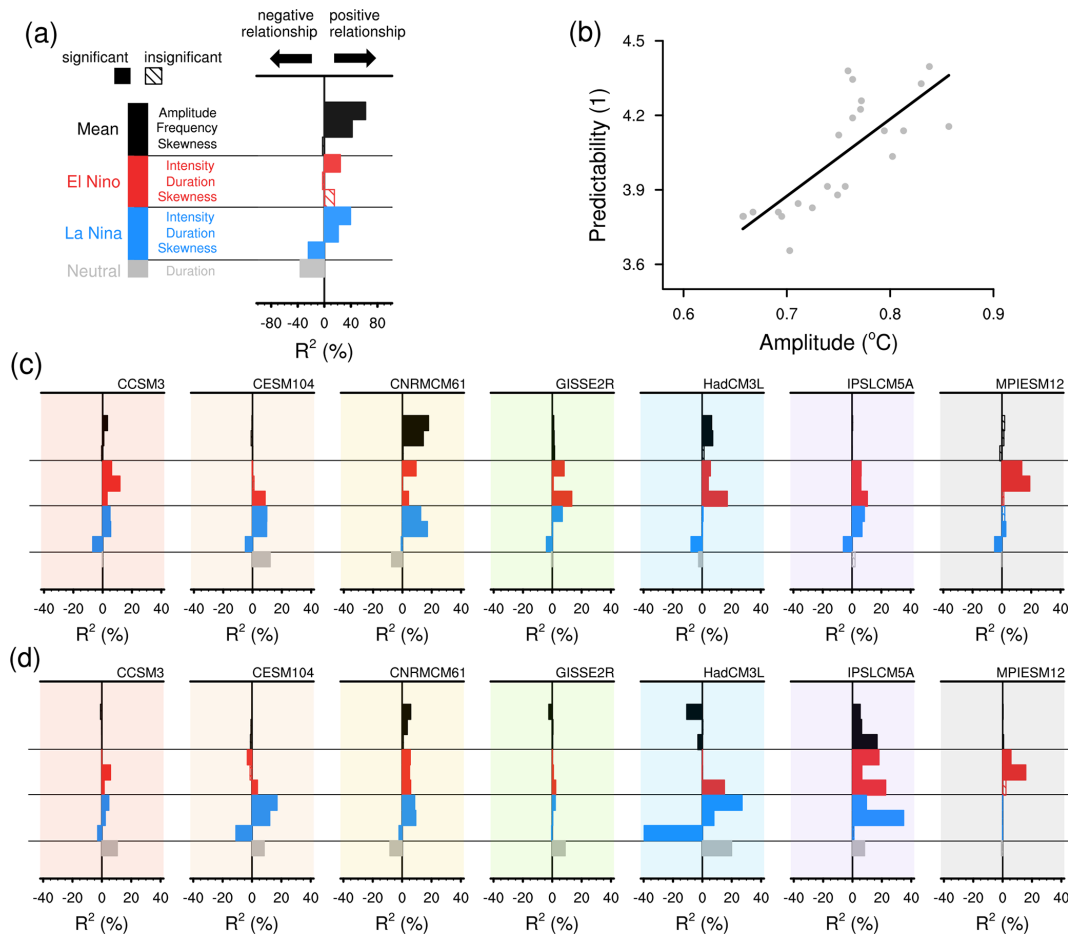 (a)
negative relationship
positive relationship
significant
insignificant
Mean
Amplitude
Frequency
Skewness
El Nino
Intensity
Duration
Skewness
La Nina
Intensity
Duration
Skewness
Neutral
Duration
-80 -40 0 40 80
R² (%)
(b)
4.5
4.2
3.9
3.6
Predictability (1)
0.6 0.7 0.8 0.9
Amplitude (°C)
(c)
CCSM3 CESM104 CNRMCM61 GISSE2R HadCM3L IPSLCM5A MPIESM12
-40 -20 0 20 40 -40 -20 0 20 40 -40 -20 0 20 40 -40 -20 0 20 40 -40 -20 0 20 40 -40 -20 0 20 40 -40 -20 0 20 40
R² (%) R² (%) R² (%) R² (%) R² (%) R² (%) R² (%)
(d)
CCSM3 CESM104 CNRMCM61 GISSE2R HadCM3L IPSLCM5A MPIESM12
-40 -20 0 20 40 -40 -20 0 20 40 -40 -20 0 20 40 -40 -20 0 20 40 -40 -20 0 20 40 -40 -20 0 20 40 -40 -20 0 20 40
R² (%) R² (%) R² (%) R² (%) R² (%) R² (%) R² (%)